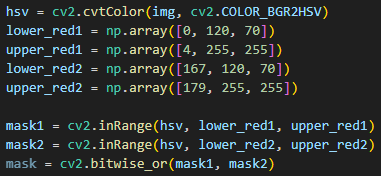 hsv = cv2.cvtColor(img, cv2.COLOR_BGR2HSV)
lower_red1 = np.array([0, 120, 70])
upper_red1 = np.array([4, 255, 255])
lower_red2 = np.array([167, 120, 70])
upper_red2 = np.array([179, 255, 255])

mask1 = cv2.inRange(hsv, lower_red1, upper_red1)
mask2 = cv2.inRange(hsv, lower_red2, upper_red2)
mask = cv2.bitwise_or(mask1, mask2)